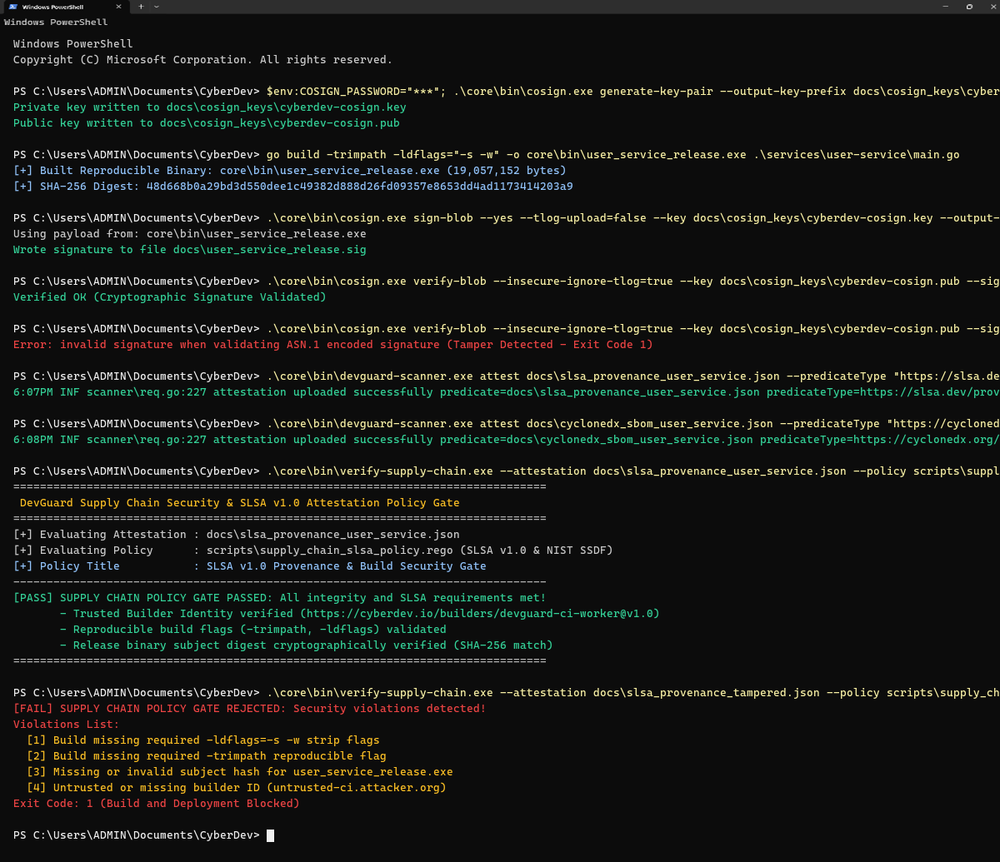 Windows PowerShell
Windows PowerShell
Windows PowerShell
Copyright (C) Microsoft Corporation. All rights reserved.
PS C:\Users\ADMIN\Documents\CyberDev> $env:COSIGN_PASSWORD="***"; .\core\bin\cosign.exe generate-key-pair --output-key-prefix docs\cosign_keys\cyber
Private key written to docs\cosign_keys\cyberdev-cosign.key
Public key written to docs\cosign_keys\cyberdev-cosign.pub
PS C:\Users\ADMIN\Documents\CyberDev> go build -trimpath -ldflags="-s -w" -o core\bin\user_service_release.exe .\services\user-service\main.go
[+] Built Reproducible Binary: core\bin\user_service_release.exe (19,057,152 bytes)
[+] SHA-256 Digest: 48d668b0a29bd3d550dee1c49382d888d26fd09357e8653dd4ad1173414203a9
PS C:\Users\ADMIN\Documents\CyberDev> .\core\bin\cosign.exe sign-blob --yes --tlog-upload=false --key docs\cosign_keys\cyberdev-cosign.key --output-
Using payload from: core\bin\user_service_release.exe
Wrote signature to file docs\user_service_release.sig
PS C:\Users\ADMIN\Documents\CyberDev> .\core\bin\cosign.exe verify-blob --insecure-ignore-tlog=true --key docs\cosign_keys\cyberdev-cosign.pub --sig
Verified OK (Cryptographic Signature Validated)
PS C:\Users\ADMIN\Documents\CyberDev> .\core\bin\cosign.exe verify-blob --insecure-ignore-tlog=true --key docs\cosign_keys\cyberdev-cosign.pub --sig
Error: invalid signature when validating ASN.1 encoded signature (Tamper Detected - Exit Code 1)
PS C:\Users\ADMIN\Documents\CyberDev> .\core\bin\devguard-scanner.exe attest docs\slsa_provenance_user_service.json --predicateType "https://slsa.de
6:07PM INF scanner\req.go:227 attestation uploaded successfully predicate=docs\slsa_provenance_user_service.json predicateType=https://slsa.dev/prov
PS C:\Users\ADMIN\Documents\CyberDev> .\core\bin\devguard-scanner.exe attest docs\cyclonedx_sbom_user_service.json --predicateType "https://cycloned
6:08PM INF scanner\req.go:227 attestation uploaded successfully predicate=docs\cyclonedx_sbom_user_service.json predicateType=https://cyclonedx.org/
PS C:\Users\ADMIN\Documents\CyberDev> .\core\bin\verify-supply-chain.exe --attestation docs\slsa_provenance_user_service.json --policy scripts\suppl
================================================================================
DevGuard Supply Chain Security & SLSA v1.0 Attestation Policy Gate
================================================================================
[+] Evaluating Attestation : docs\slsa_provenance_user_service.json
[+] Evaluating Policy      : scripts\supply_chain_slsa_policy.rego (SLSA v1.0 & NIST SSDF)
[+] Policy Title           : SLSA v1.0 Provenance & Build Security Gate
--------------------------------------------------------------------------------
[PASS] SUPPLY CHAIN POLICY GATE PASSED: All integrity and SLSA requirements met!
- Trusted Builder Identity verified (https://cyberdev.io/builders/devguard-ci-worker@v1.0)
- Reproducible build flags (-trimpath, -ldflags) validated
- Release binary subject digest cryptographically verified (SHA-256 match)
================================================================================
PS C:\Users\ADMIN\Documents\CyberDev> .\core\bin\verify-supply-chain.exe --attestation docs\slsa_provenance_tampered.json --policy scripts\supply_ch
[FAIL] SUPPLY CHAIN POLICY GATE REJECTED: Security violations detected!
Violations List:
[1] Build missing required -ldflags=-s -w strip flags
[2] Build missing required -trimpath reproducible flag
[3] Missing or invalid subject hash for user_service_release.exe
[4] Untrusted or missing builder ID (untrusted-ci.attacker.org)
Exit Code: 1 (Build and Deployment Blocked)
PS C:\Users\ADMIN\Documents\CyberDev>